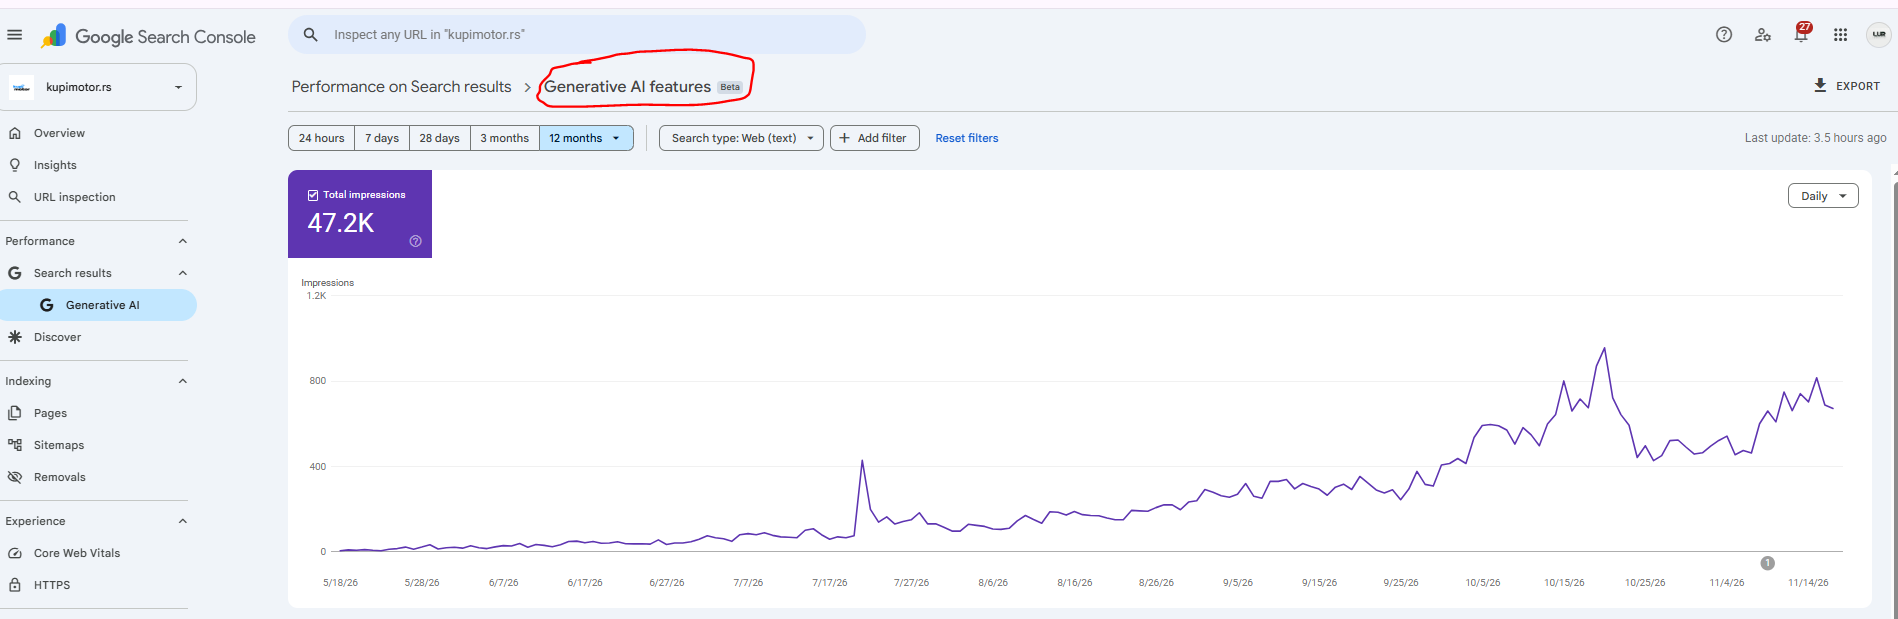 Google Search Console
Inspect any URL in "kupimotor.rs"
27
kupimotor.rs
Performance on Search results > Generative AI features Beta
EXPORT
24 hours 7 days 28 days 3 months 12 months
Search type: Web (text)
Add filter
Reset filters
Last update: 3.5 hours ago
Overview
Insights
URL inspection
Performance
Search results
Generative AI
Discover
Indexing
Pages
Sitemaps
Removals
Experience
Core Web Vitals
HTTPS
Total impressions
47.2K
Daily
Impressions
1.2K
800
400
0
1
5/18/26 5/28/26 6/7/26 6/17/26 6/27/26 7/7/26 7/17/26 7/27/26 8/6/26 8/16/26 8/26/26 9/5/26 9/15/26 9/25/26 10/5/26 10/15/26 10/25/26 11/4/26 11/14/26